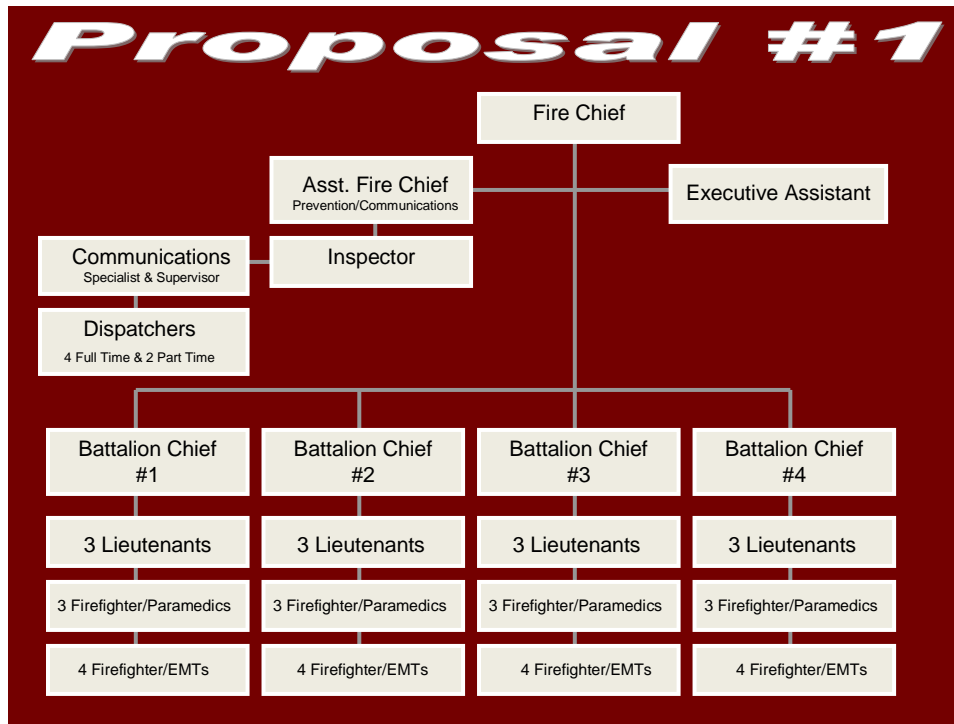 Proposal #1
Fire Chief
Asst. Fire Chief
Prevention/Communications
Executive Assistant
Inspector
Communications
Specialist & Supervisor
Dispatchers
4 Full Time & 2 Part Time
Battalion Chief
#1
Battalion Chief
#2
Battalion Chief
#3
Battalion Chief
#4
3 Lieutenants
3 Lieutenants
3 Lieutenants
3 Lieutenants
3 Firefighter/Paramedics
3 Firefighter/Paramedics
3 Firefighter/Paramedics
3 Firefighter/Paramedics
4 Firefighter/EMTs
4 Firefighter/EMTs
4 Firefighter/EMTs
4 Firefighter/EMTs